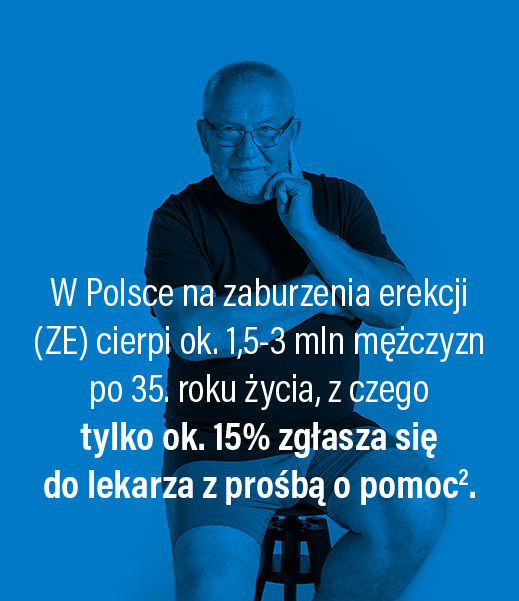 W Polsce na zaburzenia erekcji
(ZE) cierpi ok. 1,5-3 mln mężczyzn
po 35. roku życia, z czego
tylko ok. 15% zgłasza się
do lekarza z prośbą o pomoc².